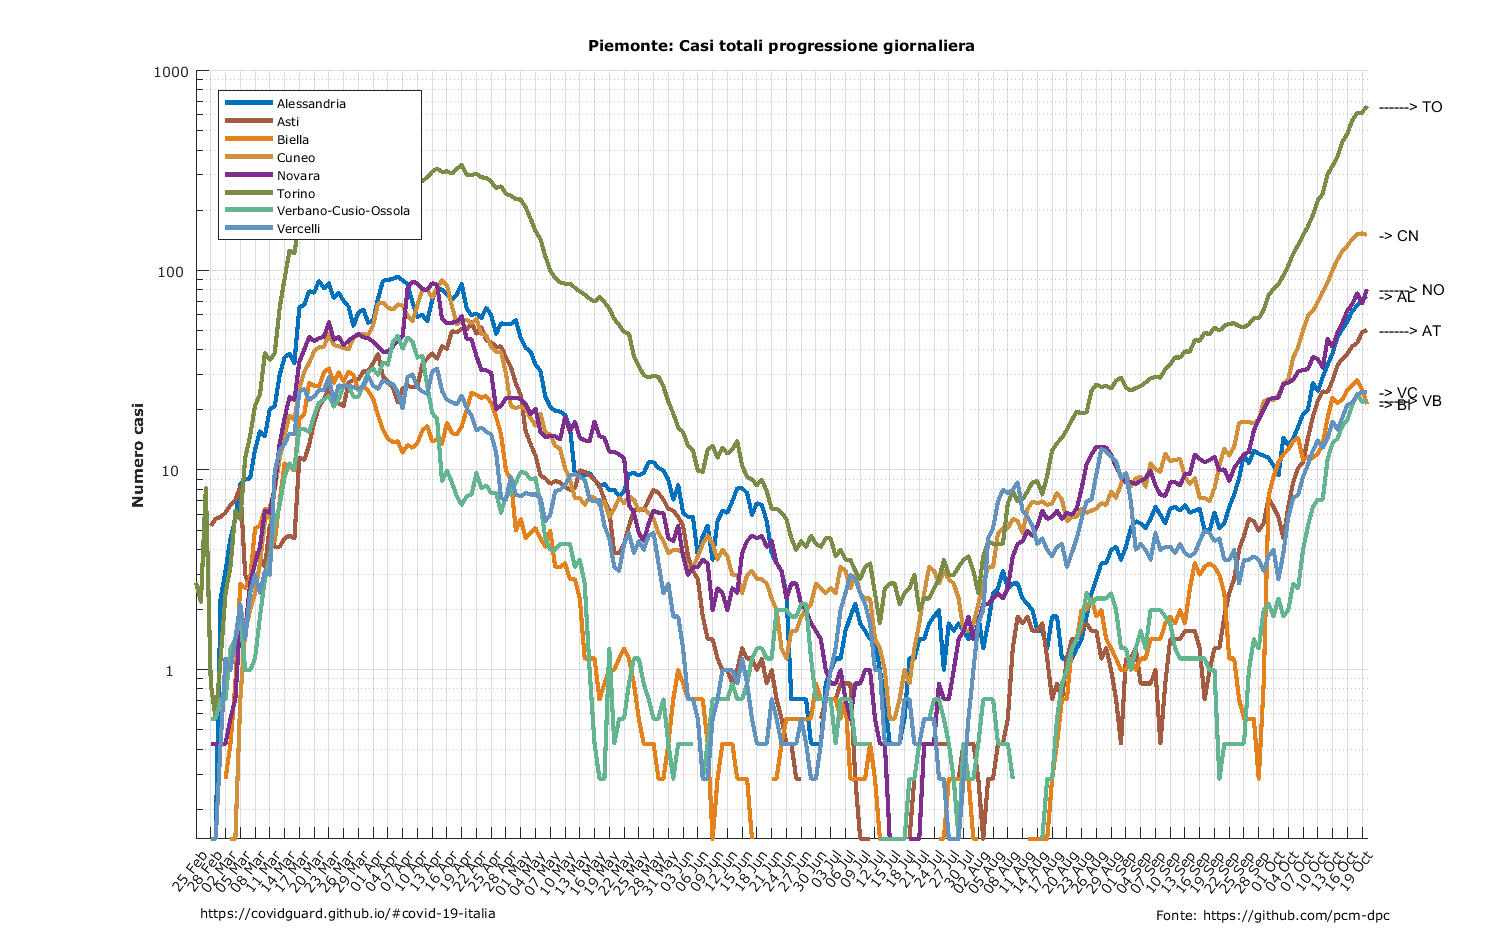 Piemonte: Casi totali progressione giornaliera
1000
100
10
1
Numero casi
Alessandria
Asti
Biella
Cuneo
Novara
Torino
Verbano-Cusio-Ossola
Vercelli
------> TO
-> CN
------> NO
-> AL
------> AT
-> VC
------> VB
-> BI
25 Feb
28 Feb
02 Mar
05 Mar
08 Mar
11 Mar
14 Mar
17 Mar
20 Mar
23 Mar
26 Mar
29 Mar
01 Apr
04 Apr
07 Apr
10 Apr
13 Apr
16 Apr
19 Apr
22 Apr
25 Apr
28 Apr
01 May
04 May
07 May
10 May
13 May
16 May
19 May
22 May
25 May
28 May
31 May
03 Jun
06 Jun
09 Jun
12 Jun
15 Jun
18 Jun
21 Jun
24 Jun
27 Jun
30 Jun
03 Jul
06 Jul
09 Jul
12 Jul
15 Jul
18 Jul
21 Jul
24 Jul
27 Jul
30 Jul
02 Aug
05 Aug
08 Aug
11 Aug
14 Aug
17 Aug
20 Aug
23 Aug
26 Aug
29 Aug
01 Sep
04 Sep
07 Sep
10 Sep
13 Sep
16 Sep
19 Sep
22 Sep
25 Sep
28 Sep
01 Oct
04 Oct
07 Oct
10 Oct
13 Oct
16 Oct
19 Oct
https://covidguard.github.io/#covid-19-italia
Fonte: https://github.com/pcm-dpc